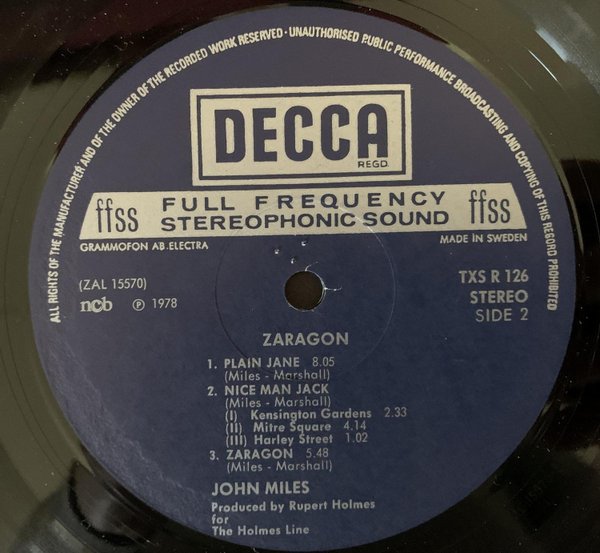 ALL RIGHTS OF THE MANUFACTURER AND OF THE OWNER OF THE RECORDED WORK RESERVED · UNAUTHORISED PUBLIC PERFORMANCE BROADCASTING AND COPYING OF THIS RECORD PROHIBITED
DECCA
REGD.
ffss FULL FREQUENCY STEREOPHONIC SOUND ffss
GRAMMOFON AB.ELECTRA
MADE IN SWEDEN
(ZAL 15570)
ncb ℗ 1978
TXS R 126
STEREO
SIDE 2
ZARAGON
1. PLAIN JANE 8.05
(Miles - Marshall)
2. NICE MAN JACK
(Miles - Marshall)
(I) Kensington Gardens 2.33
(II) Mitre Square 4.14
(III) Harley Street 1.02
3. ZARAGON 5.48
(Miles - Marshall)
JOHN MILES
Produced by Rupert Holmes
for
The Holmes Line